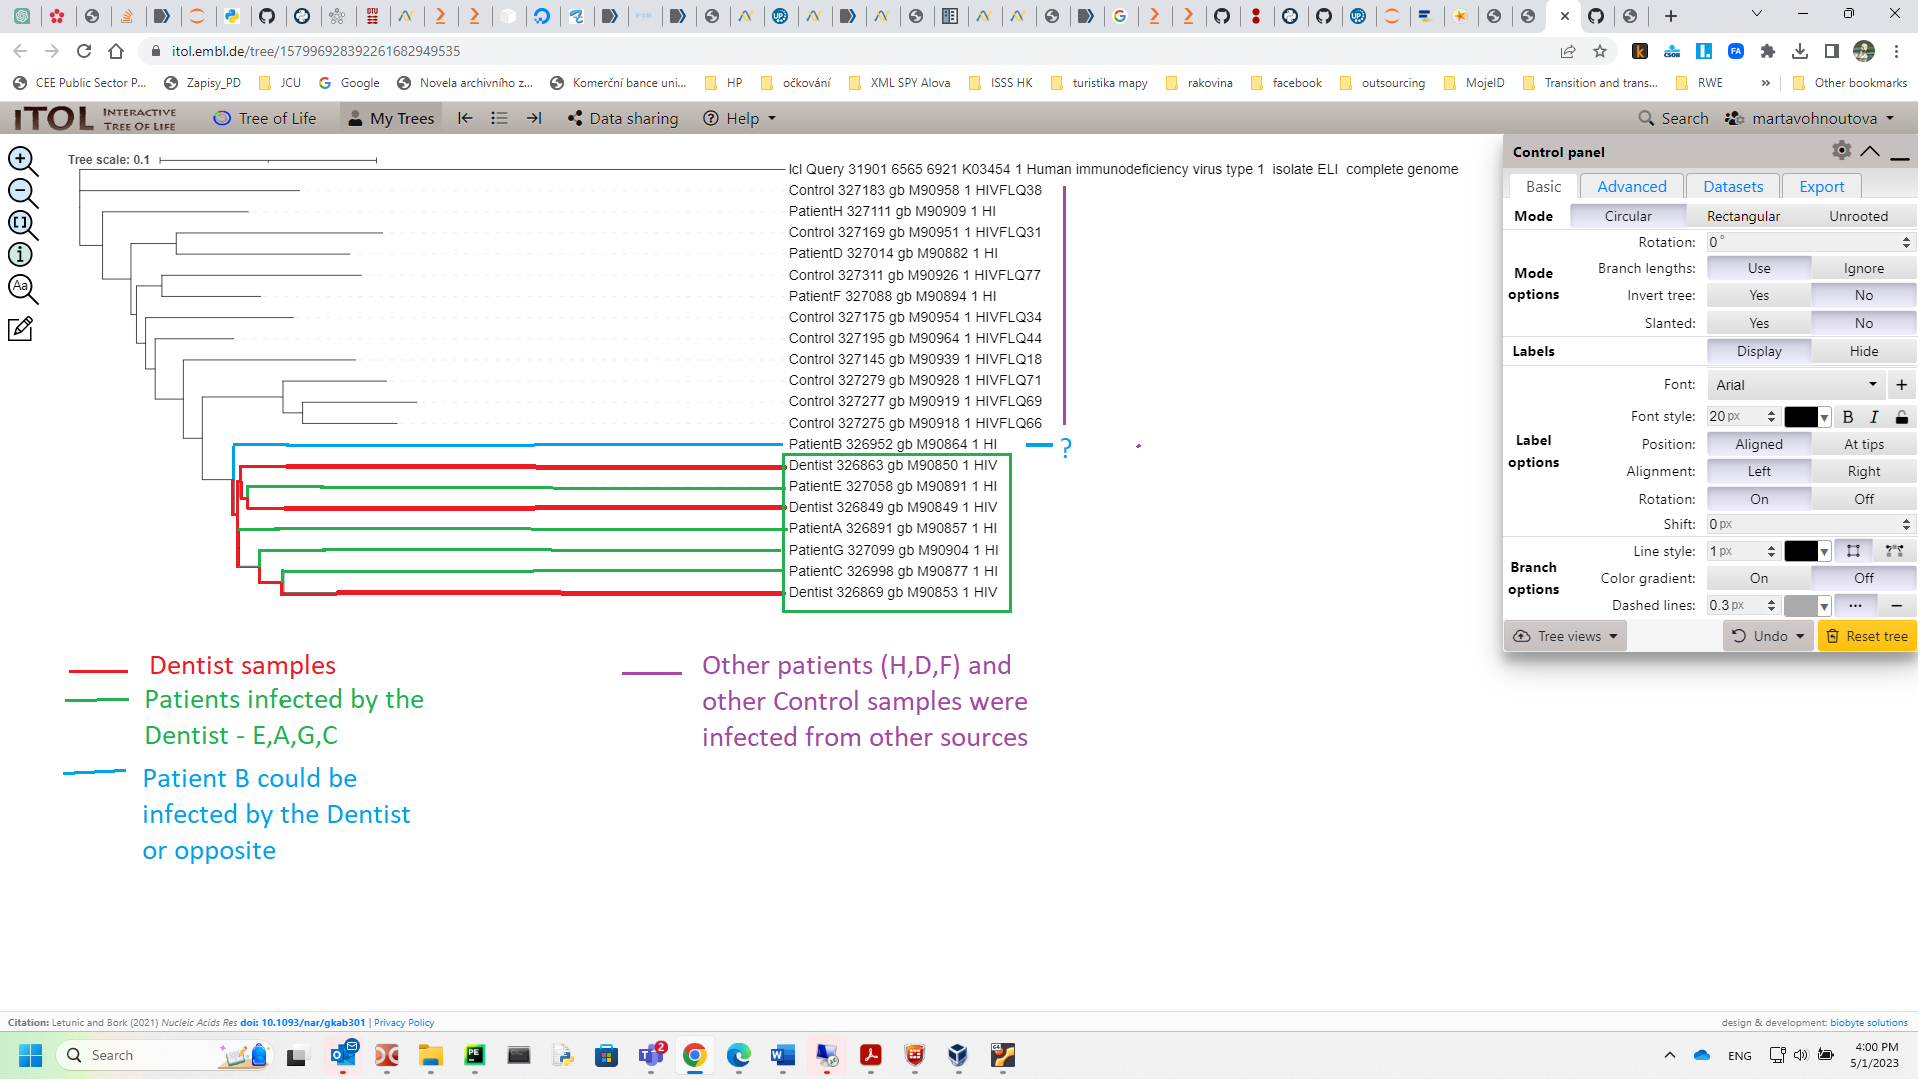 itol.embl.de/tree/157996928392261682949535
CEE Public Sector P...
Zapisy_PD
JCU
Google
Novela archivního z...
Komerční bance uni...
HP
očkování
XML SPY Alova
ISSS HK
turistika mapy
rakovina
facebook
outsourcing
MojeID
Transition and trans...
RWE
»
Other bookmarks
iTOL INTERACTIVE TREE OF LIFE
Tree of Life
My Trees
Data sharing
Help
Search
martavohnoutova
Tree scale: 0.1
lcl Query 31901 6565 6921 K03454 1 Human immunodeficiency virus type 1 isolate ELI complete genome
Control 327183 gb M90958 1 HIVFLQ38
PatientH 327111 gb M90909 1 HI
Control 327169 gb M90951 1 HIVFLQ31
PatientD 327014 gb M90882 1 HI
Control 327311 gb M90926 1 HIVFLQ77
PatientF 327088 gb M90894 1 HI
Control 327175 gb M90954 1 HIVFLQ34
Control 327195 gb M90964 1 HIVFLQ44
Control 327145 gb M90939 1 HIVFLQ18
Control 327279 gb M90928 1 HIVFLQ71
Control 327277 gb M90919 1 HIVFLQ69
Control 327275 gb M90918 1 HIVFLQ66
PatientB 326952 gb M90864 1 HI
?
Dentist 326863 gb M90850 1 HIV
PatientE 327058 gb M90891 1 HI
Dentist 326849 gb M90849 1 HIV
PatientA 326891 gb M90857 1 HI
PatientG 327099 gb M90904 1 HI
PatientC 326998 gb M90877 1 HI
Dentist 326869 gb M90853 1 HIV
Dentist samples
Patients infected by the
Dentist - E,A,G,C
Patient B could be
infected by the Dentist
or opposite
Other patients (H,D,F) and
other Control samples were
infected from other sources
Control panel
Basic Advanced Datasets Export
Mode Circular Rectangular Unrooted
Rotation: 0°
Mode options
Branch lengths: Use Ignore
Invert tree: Yes No
Slanted: Yes No
Labels Display Hide
Font: Arial +
Font style: 20 px B I
Label options
Position: Aligned At tips
Alignment: Left Right
Rotation: On Off
Shift: 0 px
Line style: 1 px
Branch options
Color gradient: On Off
Dashed lines: 0.3 px
Tree views Undo Reset tree
Citation: Letunic and Bork (2021) Nucleic Acids Res doi: 10.1093/nar/gkab301 | Privacy Policy
design & development: biobyte solutions
Search
2
ENG
4:00 PM
5/1/2023